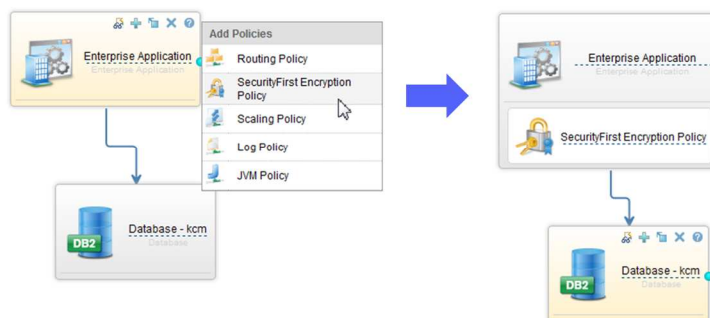 Enterprise Application
Enterprise Application
Add Policies
Routing Policy
SecurityFirst Encryption
Policy
Scaling Policy
Log Policy
JVM Policy
DB2
Database - kcm
Database
Enterprise Application
Enterprise Application
SecurityFirst Encryption Policy
DB2
Database - kcm
Database